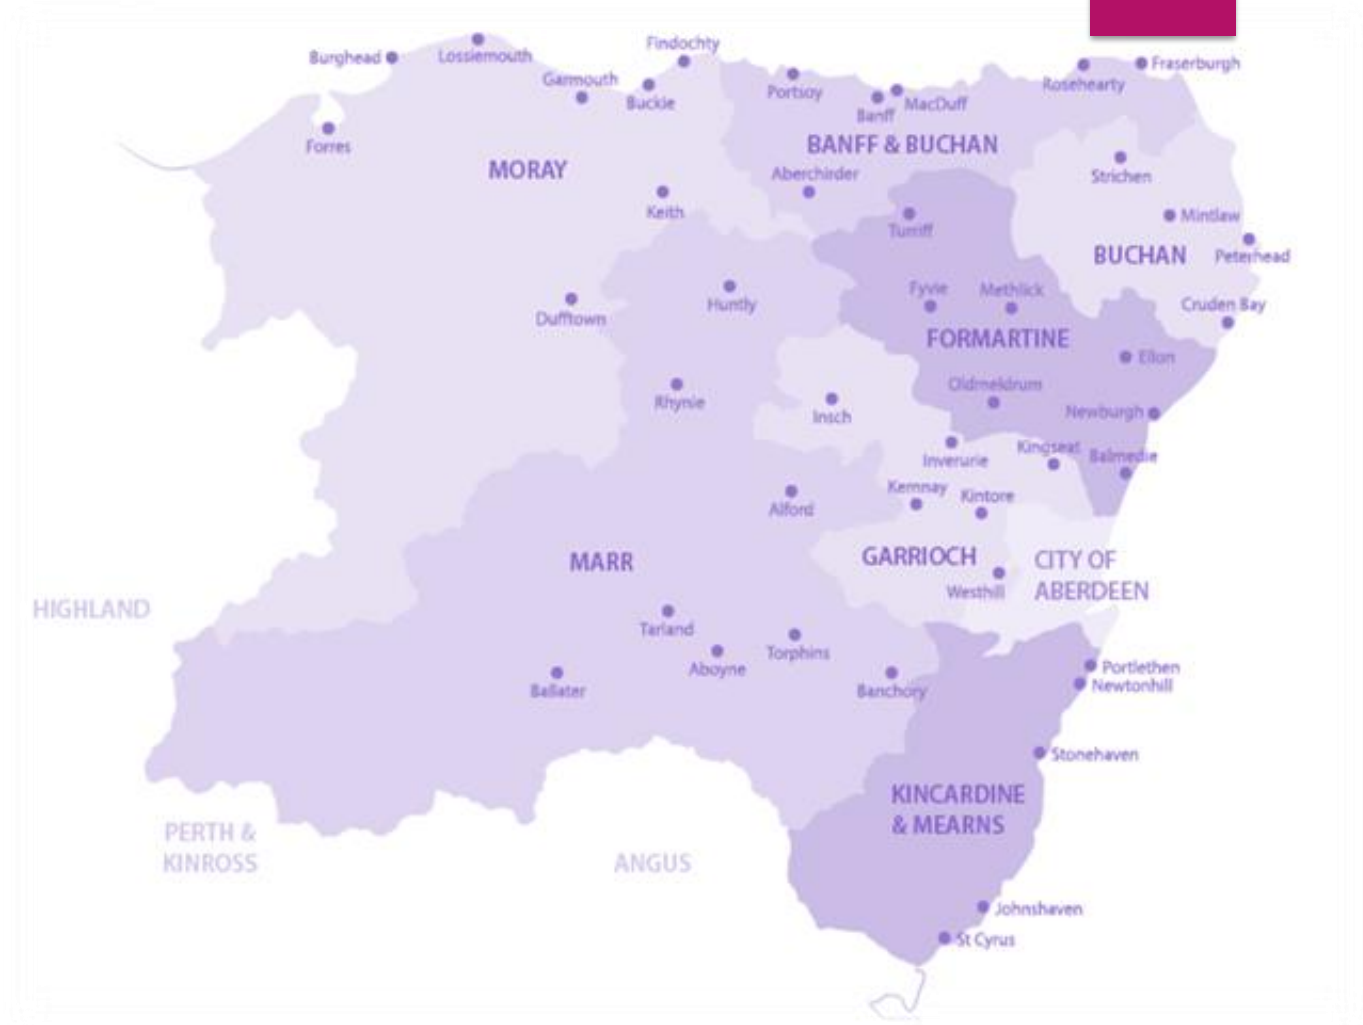 Findochty
Lossiemouth
Burghead
Fraserburgh
Garmouth
Rosehearty
Portsoy
Buckie
MacDuff
Banff
BANFF & BUCHAN
Forres
MORAY
Aberchirder
Strichen
Keith
Mintlaw
Turriff
BUCHAN
Peterhead
Fyvie
Methlick
Huntly
Cruden Bay
Dufftown
FORMARTINE
Ellon
Oldmeldrum
Rhynie
Insch
Newburgh
Kingseat
Balmedie
Inverurie
Kemnay
Kintore
Alford
GARRIOCH
MARR
CITY OF
ABERDEEN
Westhill
HIGHLAND
Tarland
Torphins
Aboyne
Portlethen
Newtonhill
Ballater
Banchory
Stonehaven
KINCARDINE
& MEARNS
PERTH &
KINROSS
ANGUS
Johnshaven
St Cyrus